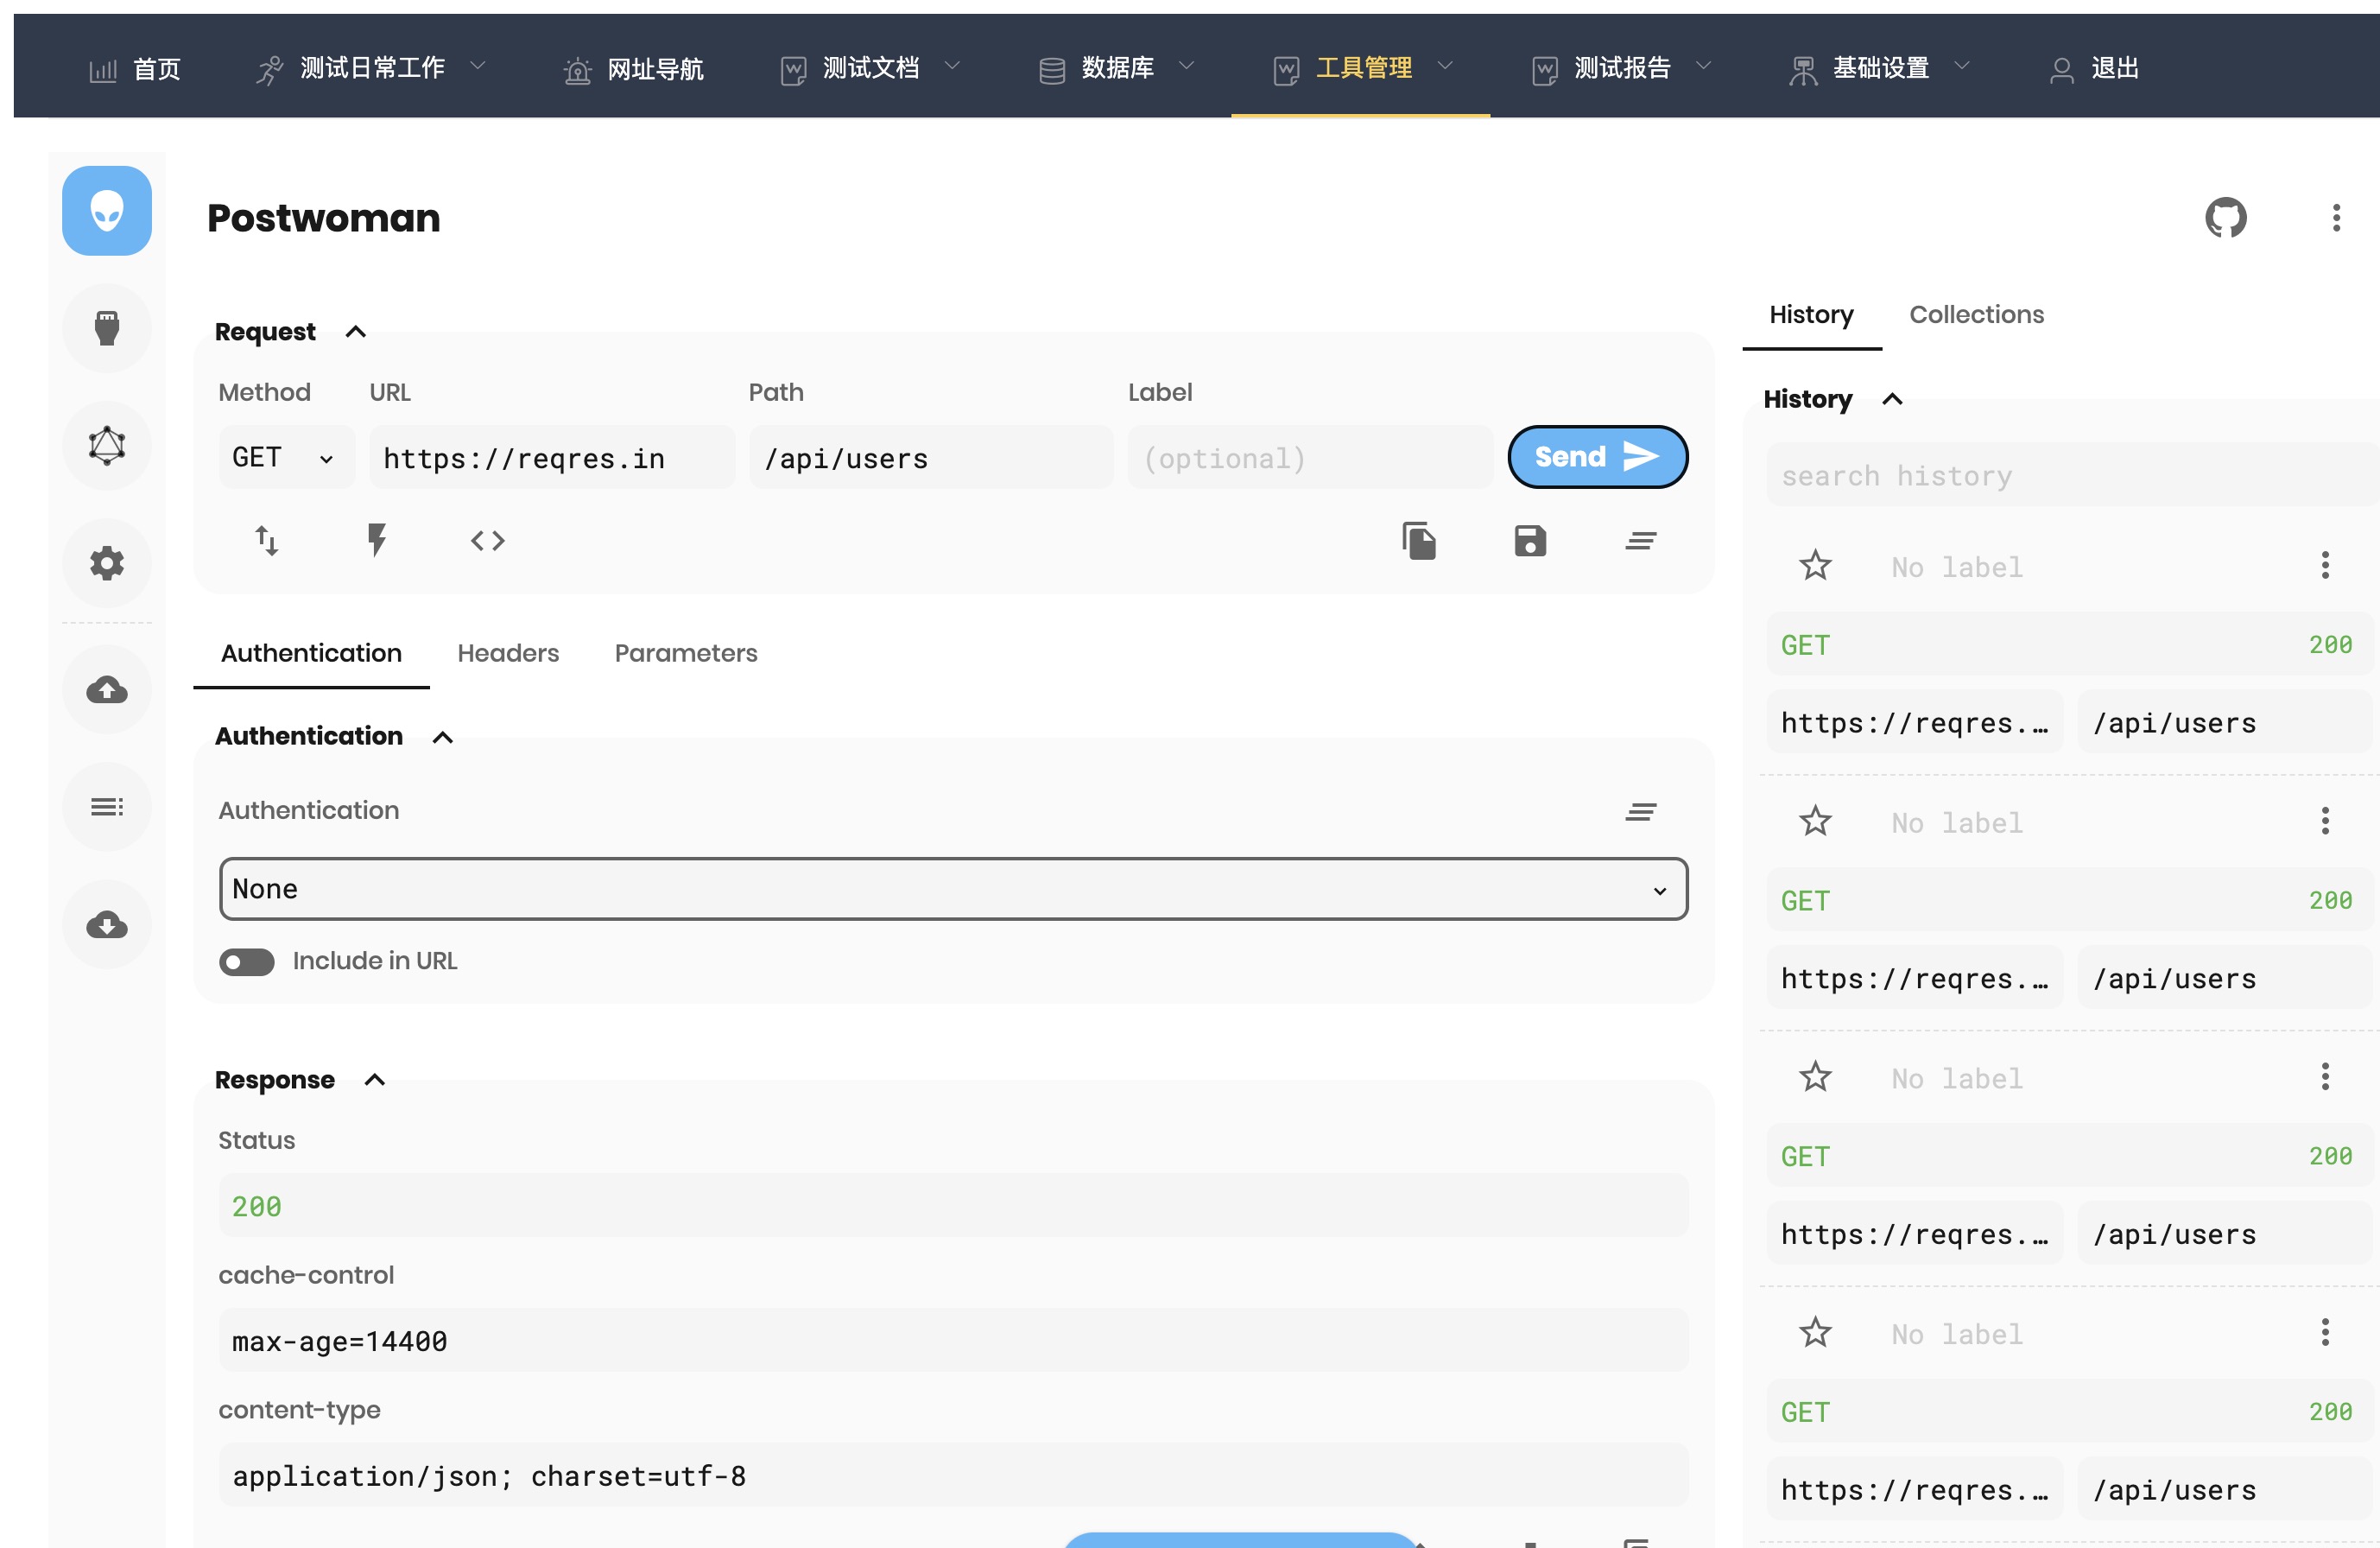 首页 测试日常工作 网址导航 测试文档 数据库 工具管理 测试报告 基础设置 退出
Postwoman
Request
Method URL Path Label
GET https://reqres.in /api/users (optional) Send
Authentication Headers Parameters
Authentication
Authentication
None
Include in URL
Response
Status
200
cache-control
max-age=14400
content-type
application/json; charset=utf-8
History Collections
History
search history
No label
GET 200
https://reqres.… /api/users
No label
GET 200
https://reqres.… /api/users
No label
GET 200
https://reqres.… /api/users
No label
GET 200
https://reqres.… /api/users